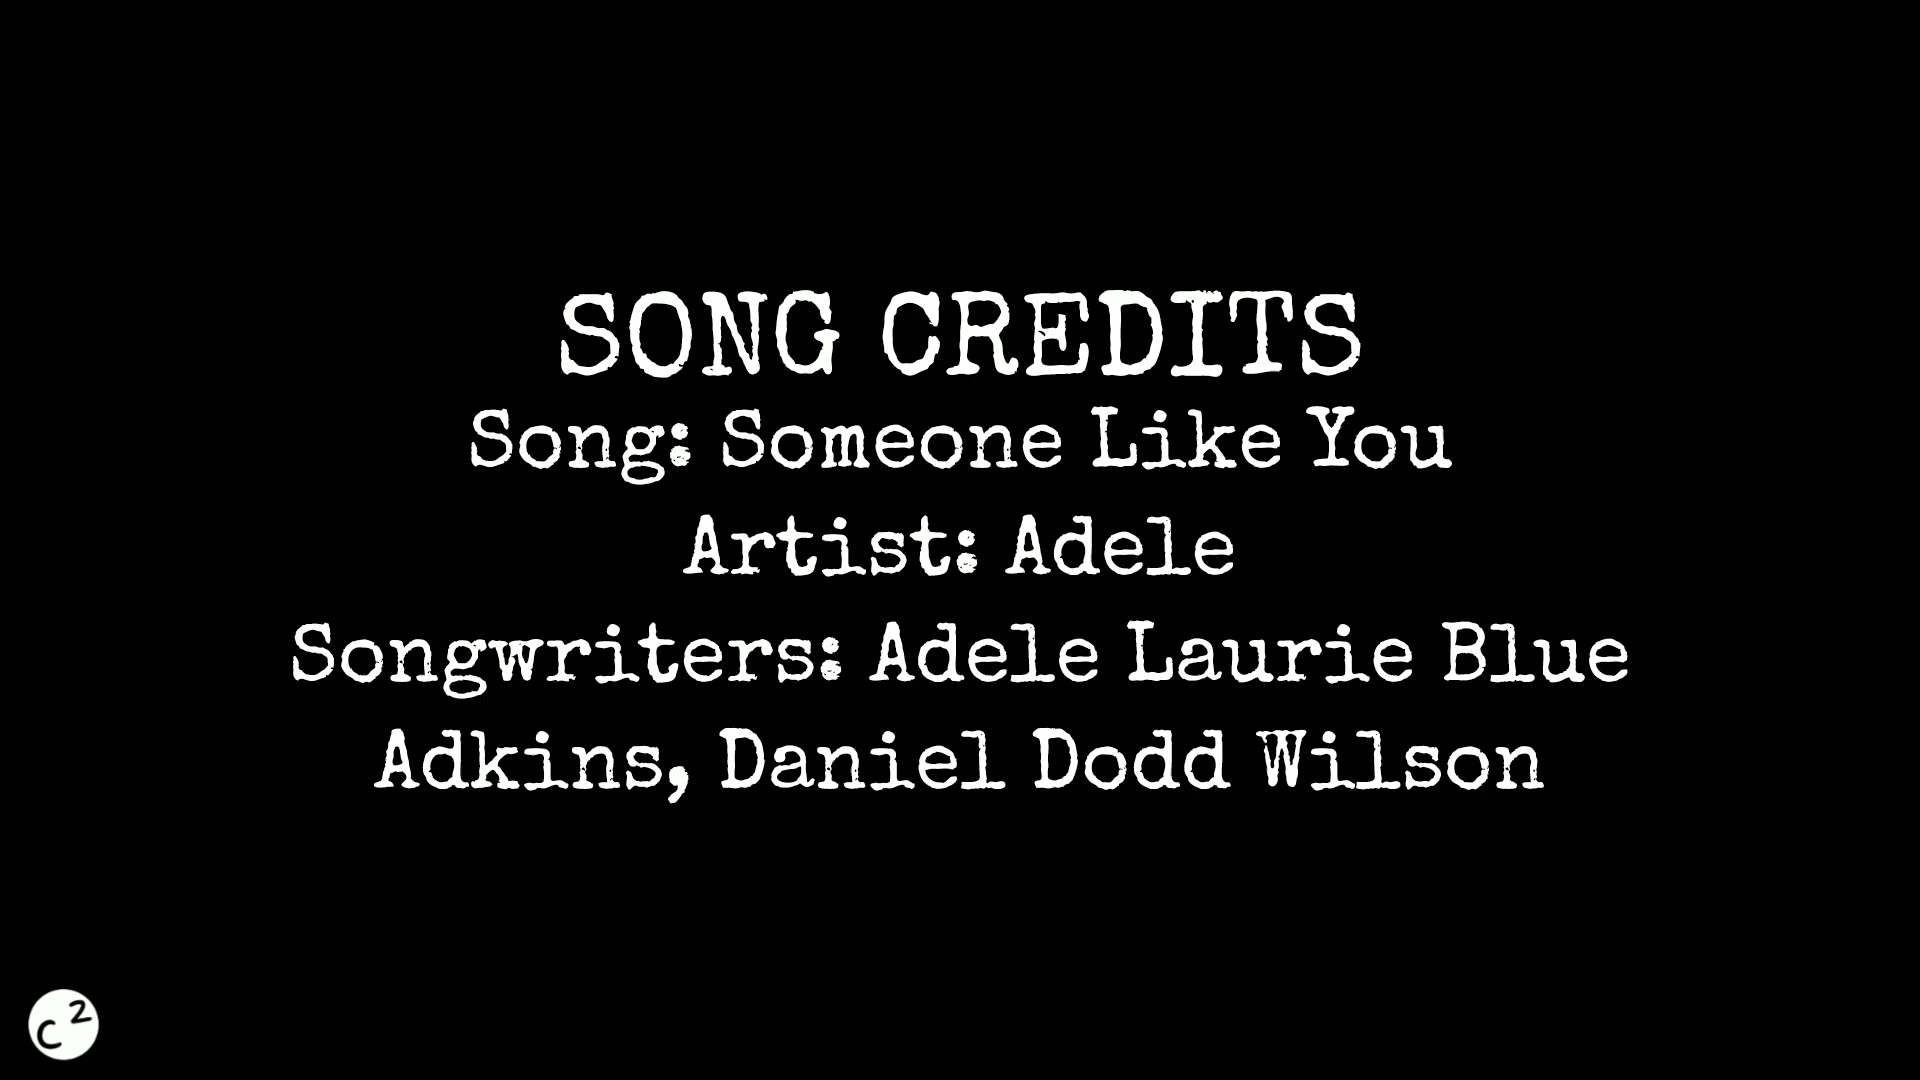 SONG CREDITS
Song: Someone Like You
Artist: Adele
Songwriters: Adele Laurie Blue
Adkins, Daniel Dodd Wilson
C²